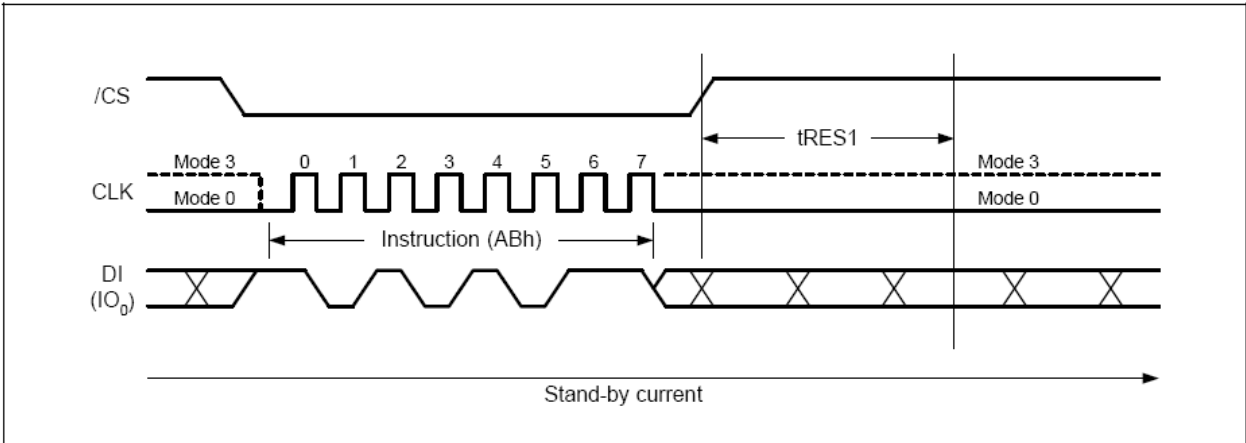 /CS
tRES1
Mode 3 0 1 2 3 4 5 6 7 Mode 3
CLK
Mode 0 Mode 0
Instruction (ABh)
DI
(IO0)
Stand-by current